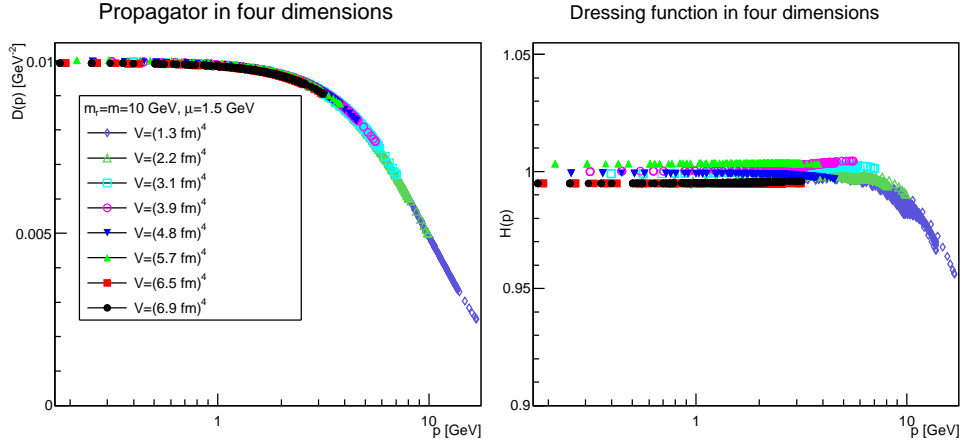 Propagator in four dimensions
D(p) [GeV⁻²]
0.01
0.005
0
mᵣ=m=10 GeV, μ=1.5 GeV
V=(1.3 fm)⁴
V=(2.2 fm)⁴
V=(3.1 fm)⁴
V=(3.9 fm)⁴
V=(4.8 fm)⁴
V=(5.7 fm)⁴
V=(6.5 fm)⁴
V=(6.9 fm)⁴
1
10
p [GeV]
Dressing function in four dimensions
H(p)
1.05
1
0.95
0.9
1
10
p [GeV]